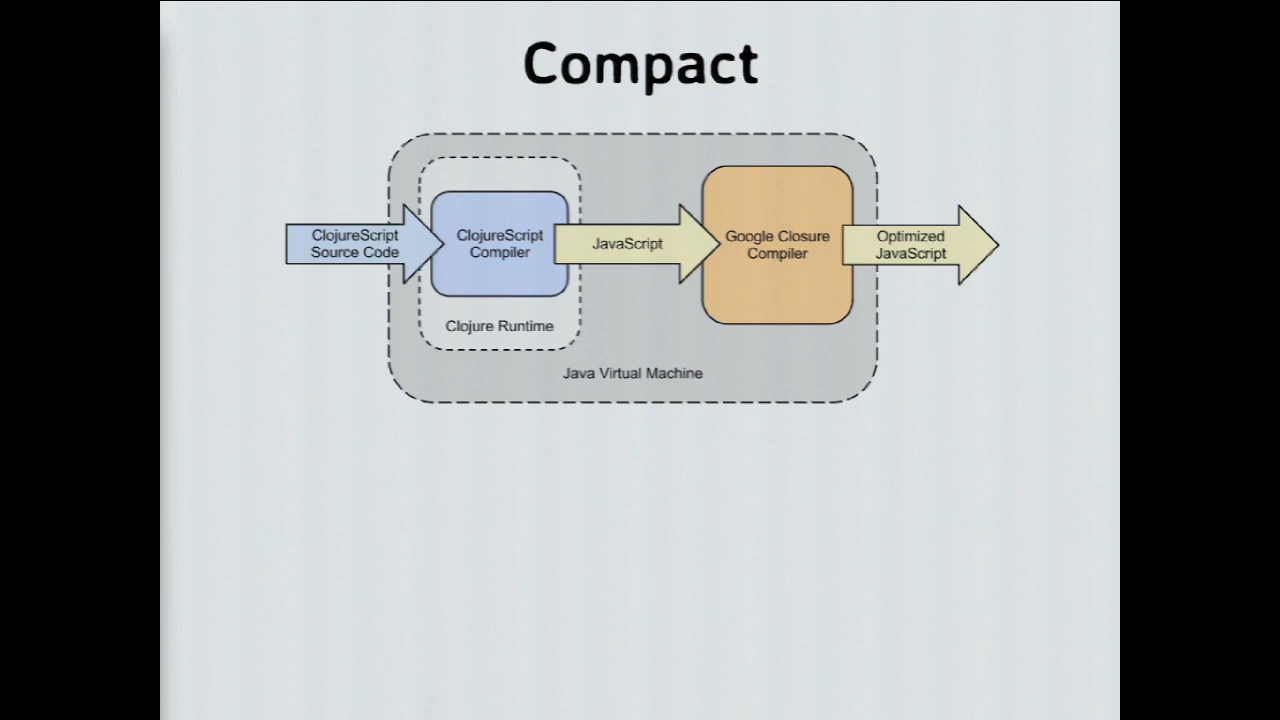 Compact
ClojureScript
Source Code
ClojureScript
Compiler
JavaScript
Google Closure
Compiler
Optimized
JavaScript
Clojure Runtime
Java Virtual Machine